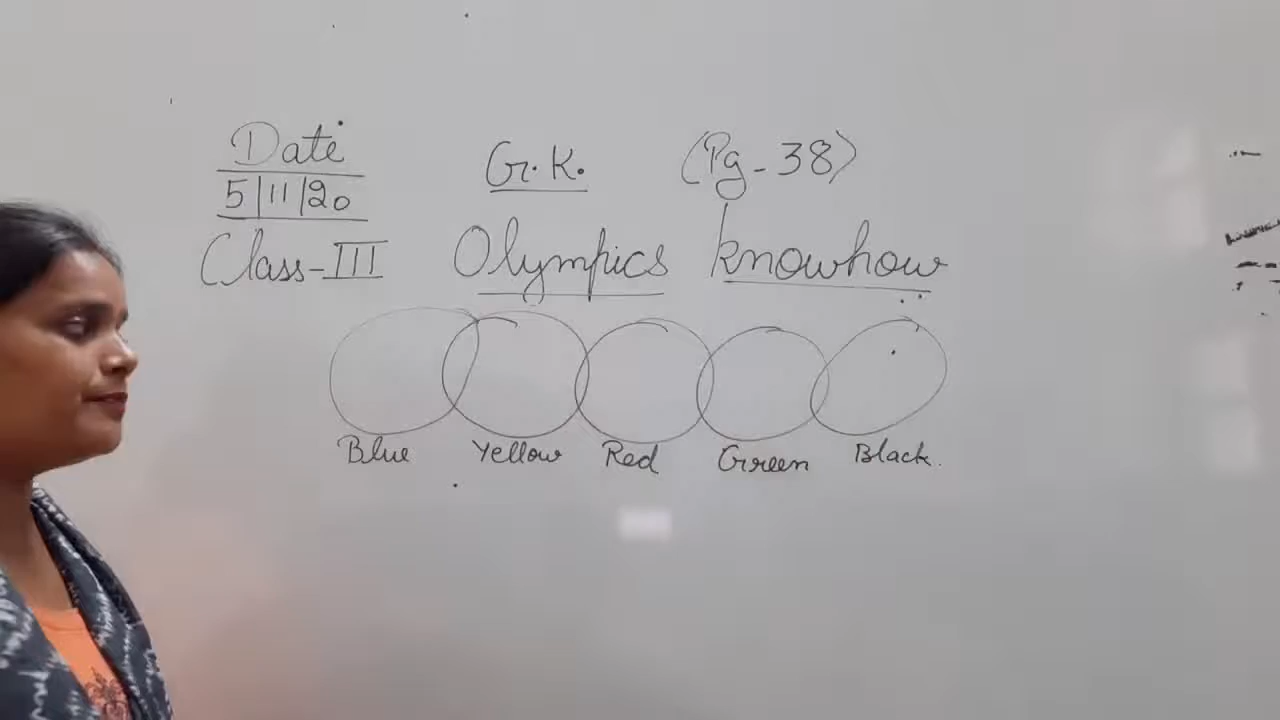 Date
5/11/20
G.K. (Pg-38)
Class-III
Olympics knowhow
Blue Yellow Red Green Black.